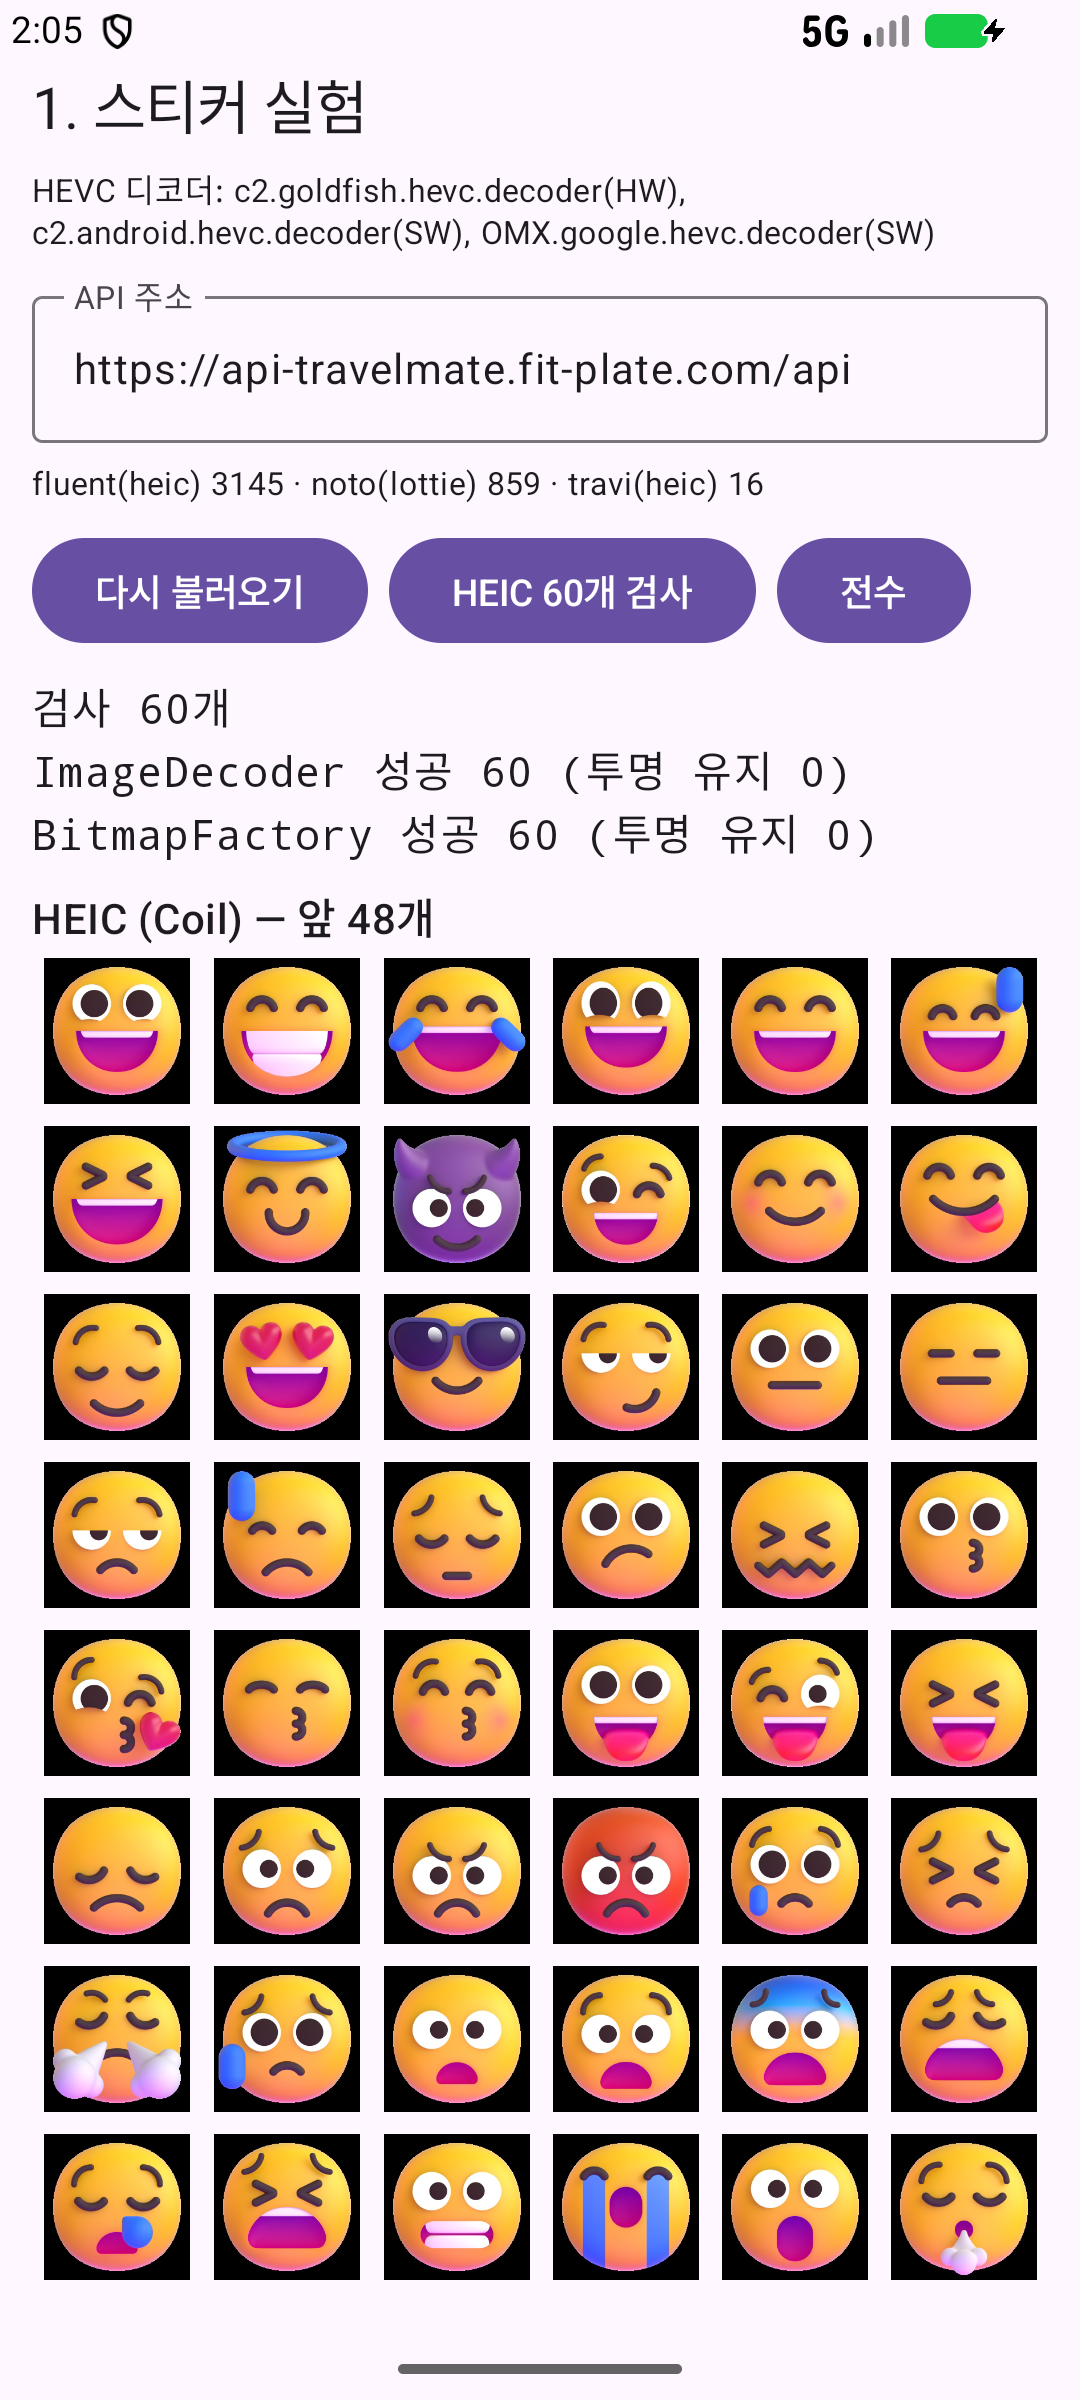 2:05
5G
1. 스티커 실험
HEVC 디코더: c2.goldfish.hevc.decoder(HW),
c2.android.hevc.decoder(SW), OMX.google.hevc.decoder(SW)
API 주소
https://api-travelmate.fit-plate.com/api
fluent(heic) 3145 · noto(lottie) 859 · travi(heic) 16
다시 불러오기
HEIC 60개 검사
전수
검사 60개
ImageDecoder 성공 60 (투명 유지 0)
BitmapFactory 성공 60 (투명 유지 0)
HEIC (Coil) — 앞 48개